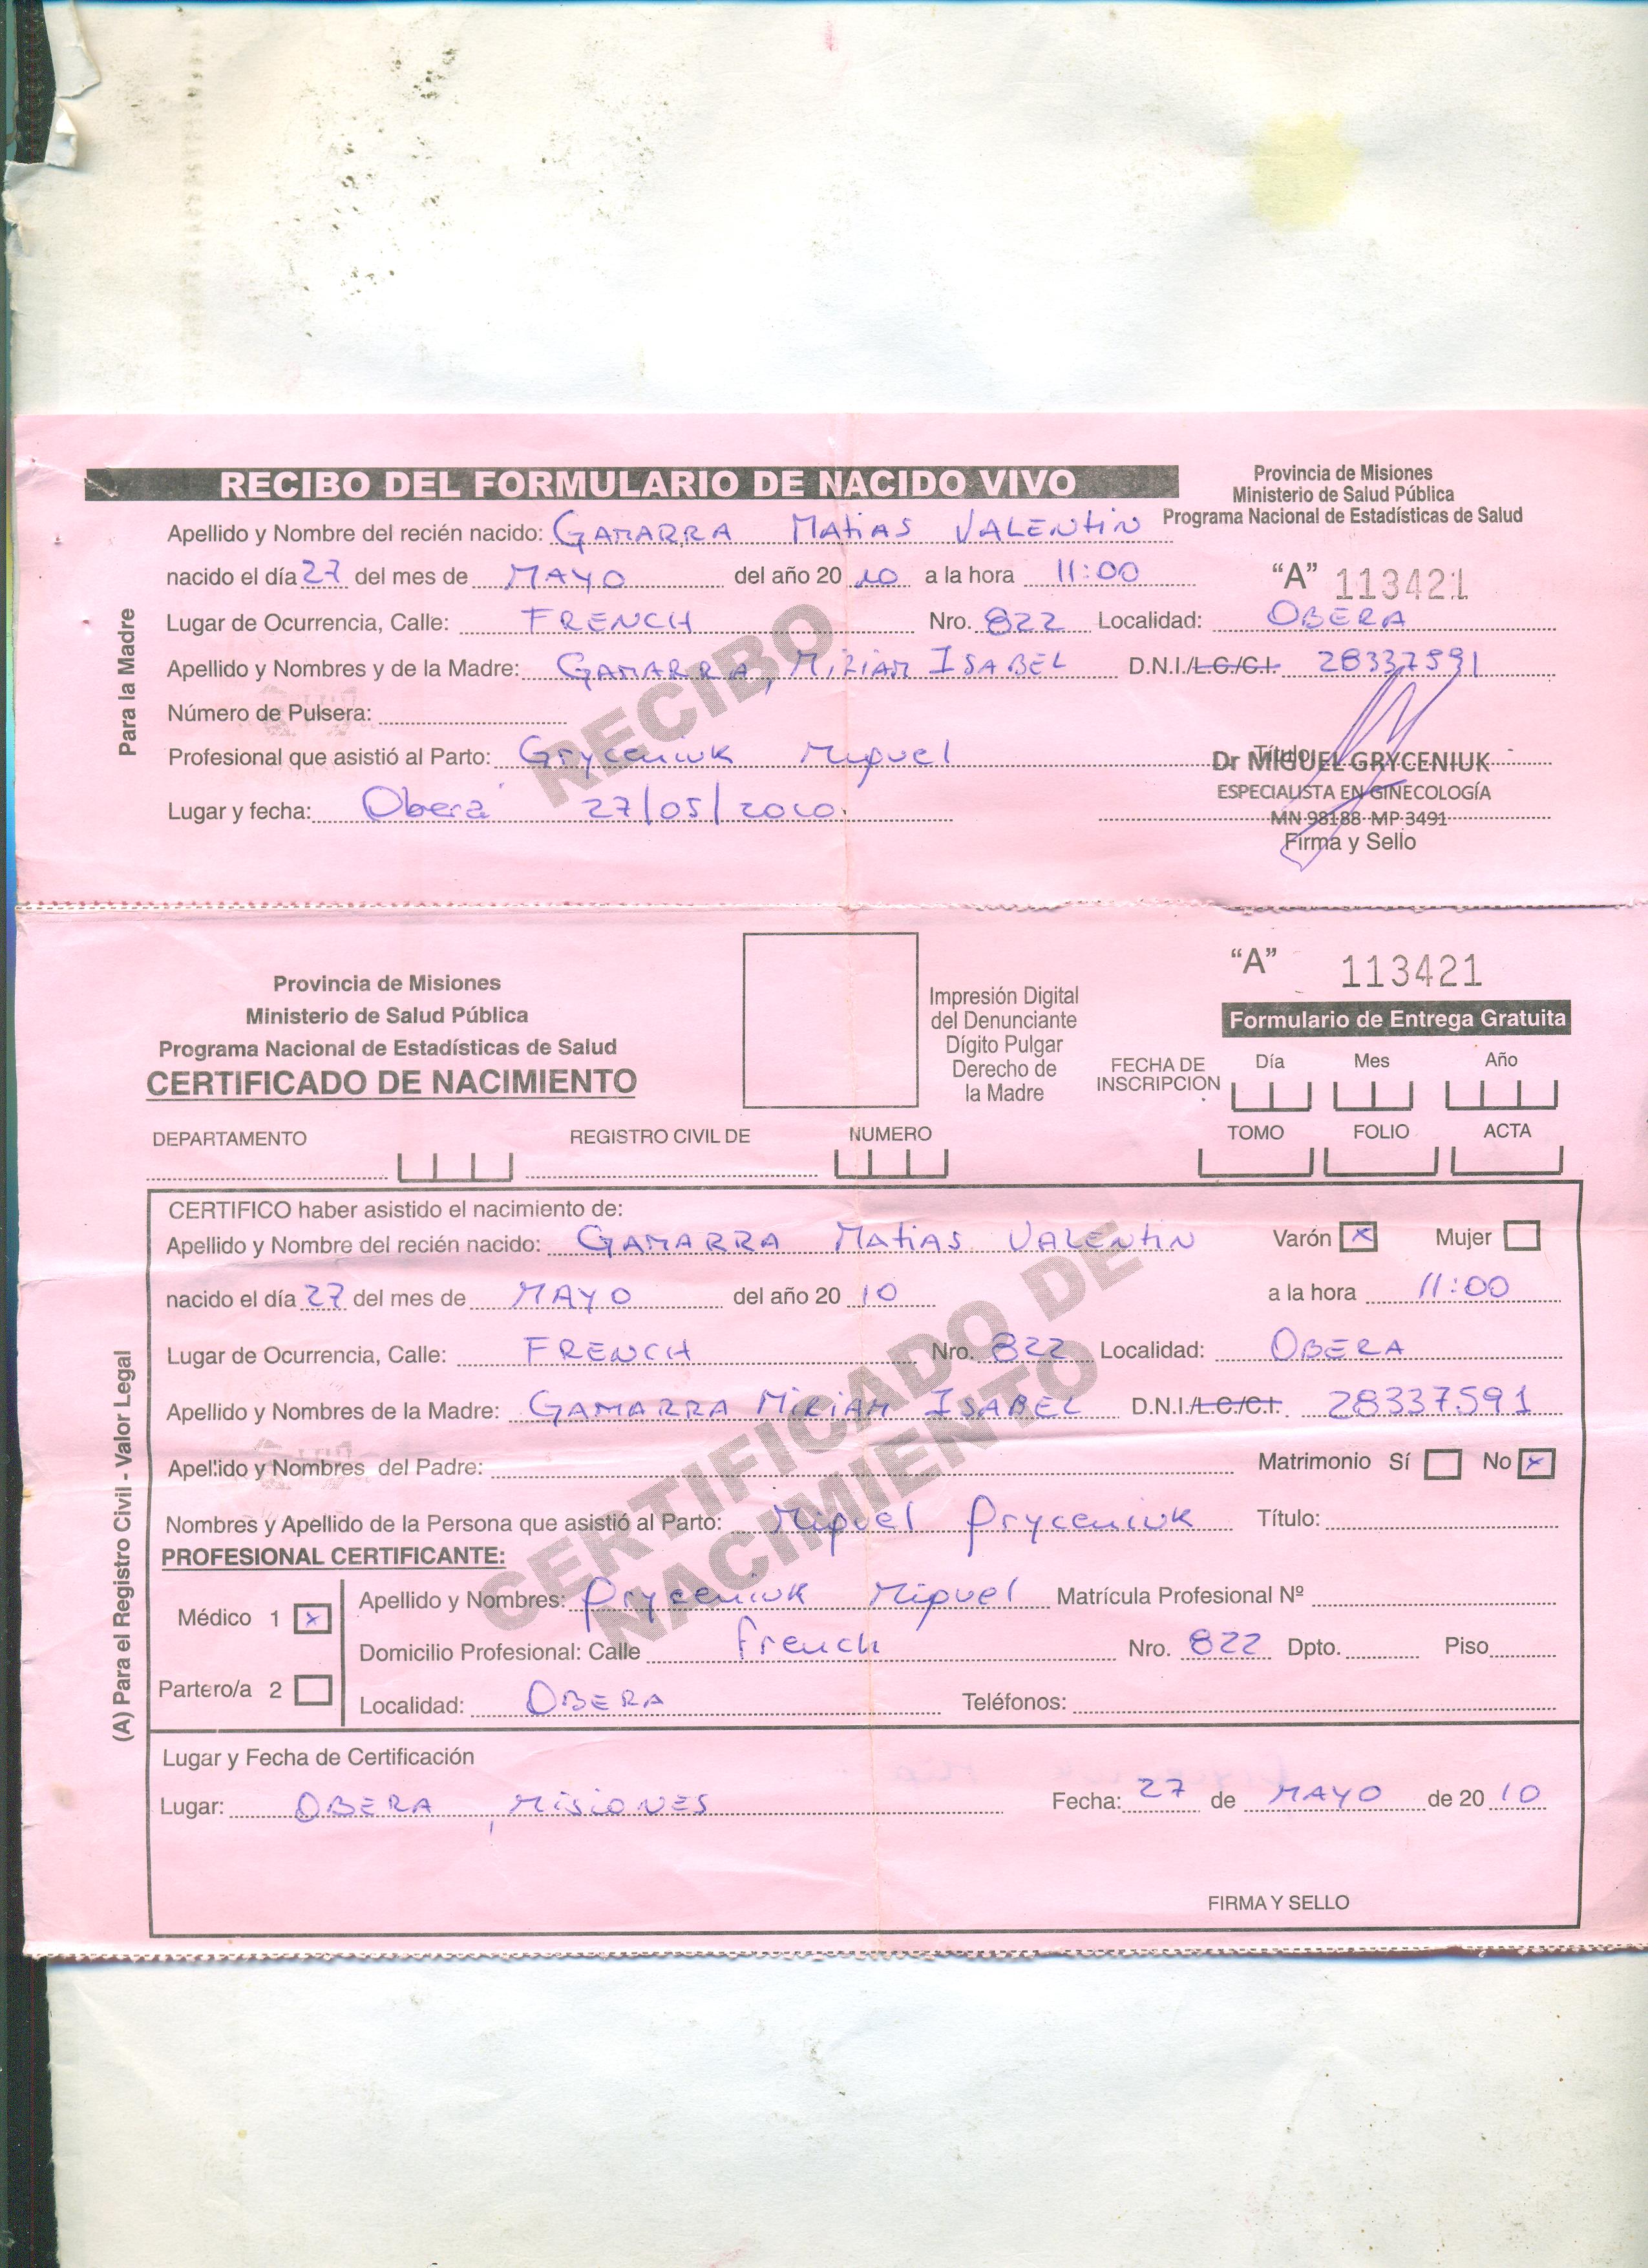 RECIBO DEL FORMULARIO DE NACIDO VIVO
Provincia de Misiones
Ministerio de Salud Pública
Programa Nacional de Estadísticas de Salud
Apellido y Nombre del recién nacido: GAMARRA MAtiAS VALENtiN
nacido el día 27 del mes de MAYO del año 20 10 a la hora 11:00
"A" 113421
Lugar de Ocurrencia, Calle: FRENCH Nro. 822 Localidad: OBERA
Apellido y Nombres y de la Madre: GAMARRA, MiRiAM ISABEL D.N.I./L.C./C.I. 28337591
Número de Pulsera:
Profesional que asistió al Parto: Gryceniuk Miguel
Título
Dr MIGUEL GRYCENIUK
ESPECIALISTA EN GINECOLOGÍA
MN 98188 MP 3491
Lugar y fecha: Oberá 27/05/2010.
Firma y Sello
Para la Madre
RECIBO
Provincia de Misiones
Ministerio de Salud Pública
Programa Nacional de Estadísticas de Salud
CERTIFICADO DE NACIMIENTO
Impresión Digital
del Denunciante
Dígito Pulgar
Derecho de
la Madre
"A" 113421
Formulario de Entrega Gratuita
FECHA DE INSCRIPCION Día Mes Año
DEPARTAMENTO REGISTRO CIVIL DE NUMERO TOMO FOLIO ACTA
CERTIFICO haber asistido el nacimiento de:
Apellido y Nombre del recién nacido: GAMARRA MAtiAS VALENtiN Varón x Mujer
nacido el día 27 del mes de MAYO del año 20 10 a la hora 11:00
Lugar de Ocurrencia, Calle: FRENCH Nro. 822 Localidad: OBERA
Apellido y Nombres de la Madre: GAMARRA MiRiAM ISABEL D.N.I./L.C./C.I. 28337591
Apellido y Nombres del Padre: Matrimonio Sí No x
Nombres y Apellido de la Persona que asistió al Parto: Miguel Gryceniuk Título:
PROFESIONAL CERTIFICANTE:
Médico 1 x Apellido y Nombres: Gryceniuk Miguel Matrícula Profesional Nº
Domicilio Profesional: Calle French Nro. 822 Dpto. Piso
Partero/a 2 Localidad: OBERA Teléfonos:
Lugar y Fecha de Certificación
Lugar: OBERA, MiSiONES Fecha: 27 de MAYO de 20 10
FIRMA Y SELLO
(A) Para el Registro Civil - Valor Legal
CERTIFICADO DE
NACIMIENTO